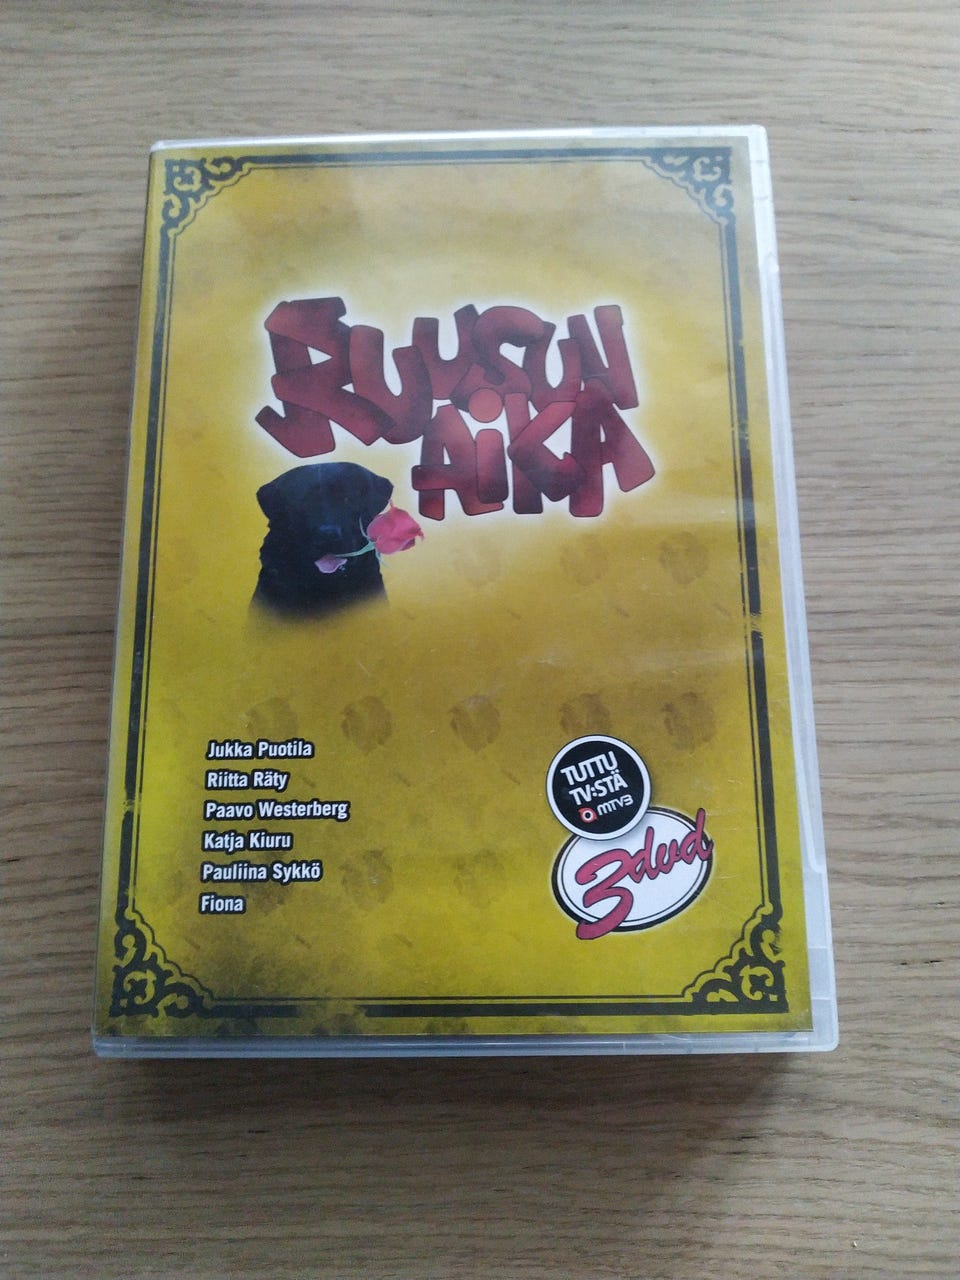 RUUSUN
AiKA
Jukka Puotila
Riitta Räty
Paavo Westerberg
Katja Kiuru
Pauliina Sykkö
Fiona
TUTTU
TV:STÄ
MTV3
3dvd